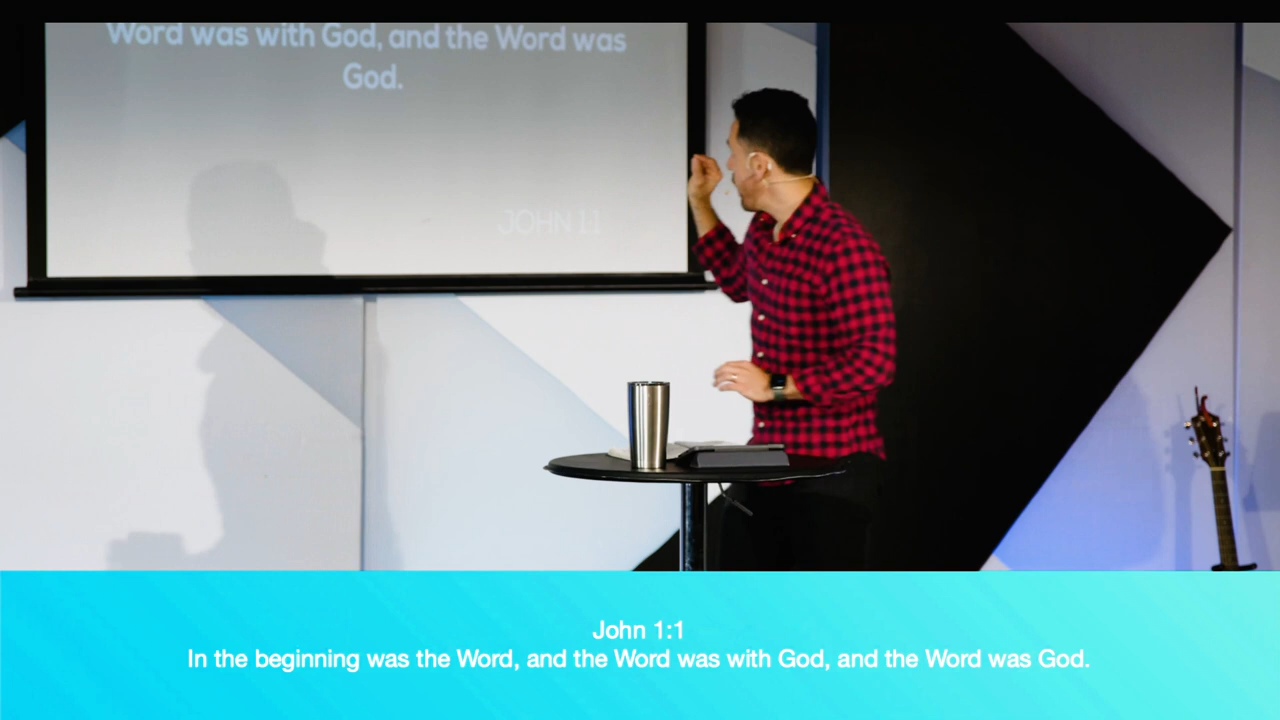 Word was with God, and the Word was
God.
JOHN 1:1
John 1:1
In the beginning was the Word, and the Word was with God, and the Word was God.